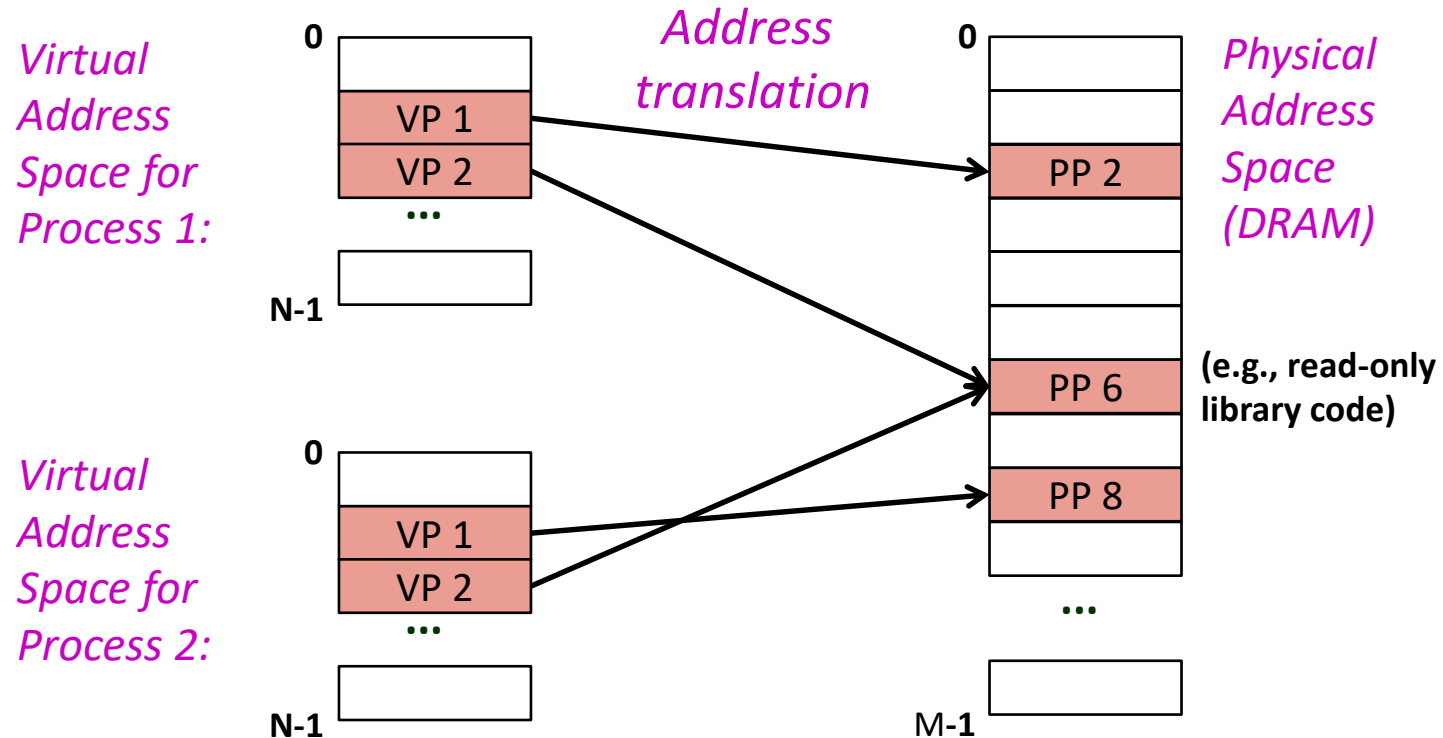 Virtual
Address
Space for
Process 1:
0
VP 1
VP 2
...
N-1
Address
translation
0
PP 2
PP 6
PP 8
...
M-1
Physical
Address
Space
(DRAM)
(e.g., read-only
library code)
Virtual
Address
Space for
Process 2:
0
VP 1
VP 2
...
N-1